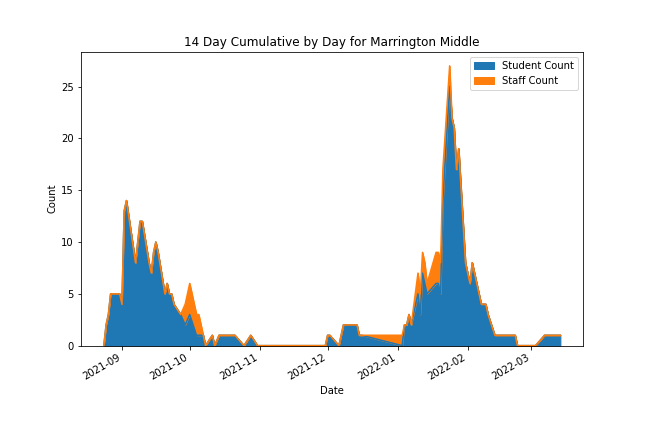 14 Day Cumulative by Day for Marrington Middle
Student Count
Staff Count
Count
25
20
15
10
5
0
2021-09
2021-10
2021-11
2021-12
2022-01
2022-02
2022-03
Date